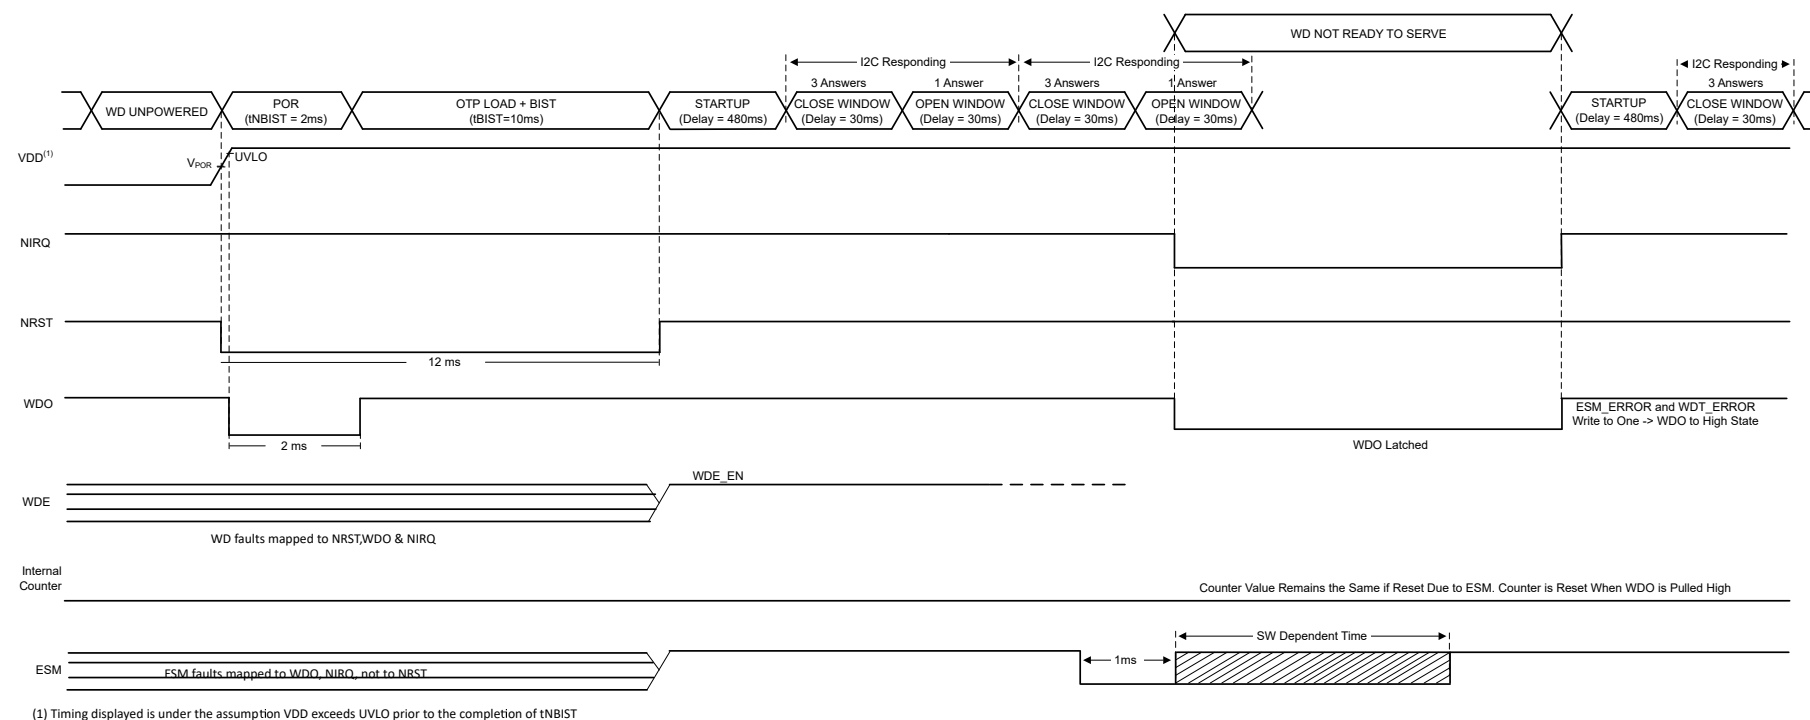 WD NOT READY TO SERVE
I2C Responding
I2C Responding
I2C Responding
3 Answers
1 Answer
3 Answers
1 Answer
3 Answers
WD UNPOWERED
POR
(tNBIST = 2ms)
OTP LOAD + BIST
(tBIST=10ms)
STARTUP
(Delay = 480ms)
CLOSE WINDOW
(Delay = 30ms)
OPEN WINDOW
(Delay = 30ms)
CLOSE WINDOW
(Delay = 30ms)
OPEN WINDOW
(Delay = 30ms)
STARTUP
(Delay = 480ms)
CLOSE WINDOW
(Delay = 30ms)
VDD(1)
VPOR
UVLO
NIRQ
NRST
12 ms
WDO
2 ms
WDO Latched
ESM_ERROR and WDT_ERROR
Write to One -> WDO to High State
WDE
WDE_EN
WD faults mapped to NRST,WDO & NIRQ
Internal
Counter
Counter Value Remains the Same if Reset Due to ESM. Counter is Reset When WDO is Pulled High
ESM
ESM faults mapped to WDO, NIRQ, not to NRST
1ms
SW Dependent Time
(1) Timing displayed is under the assumption VDD exceeds UVLO prior to the completion of tNBIST